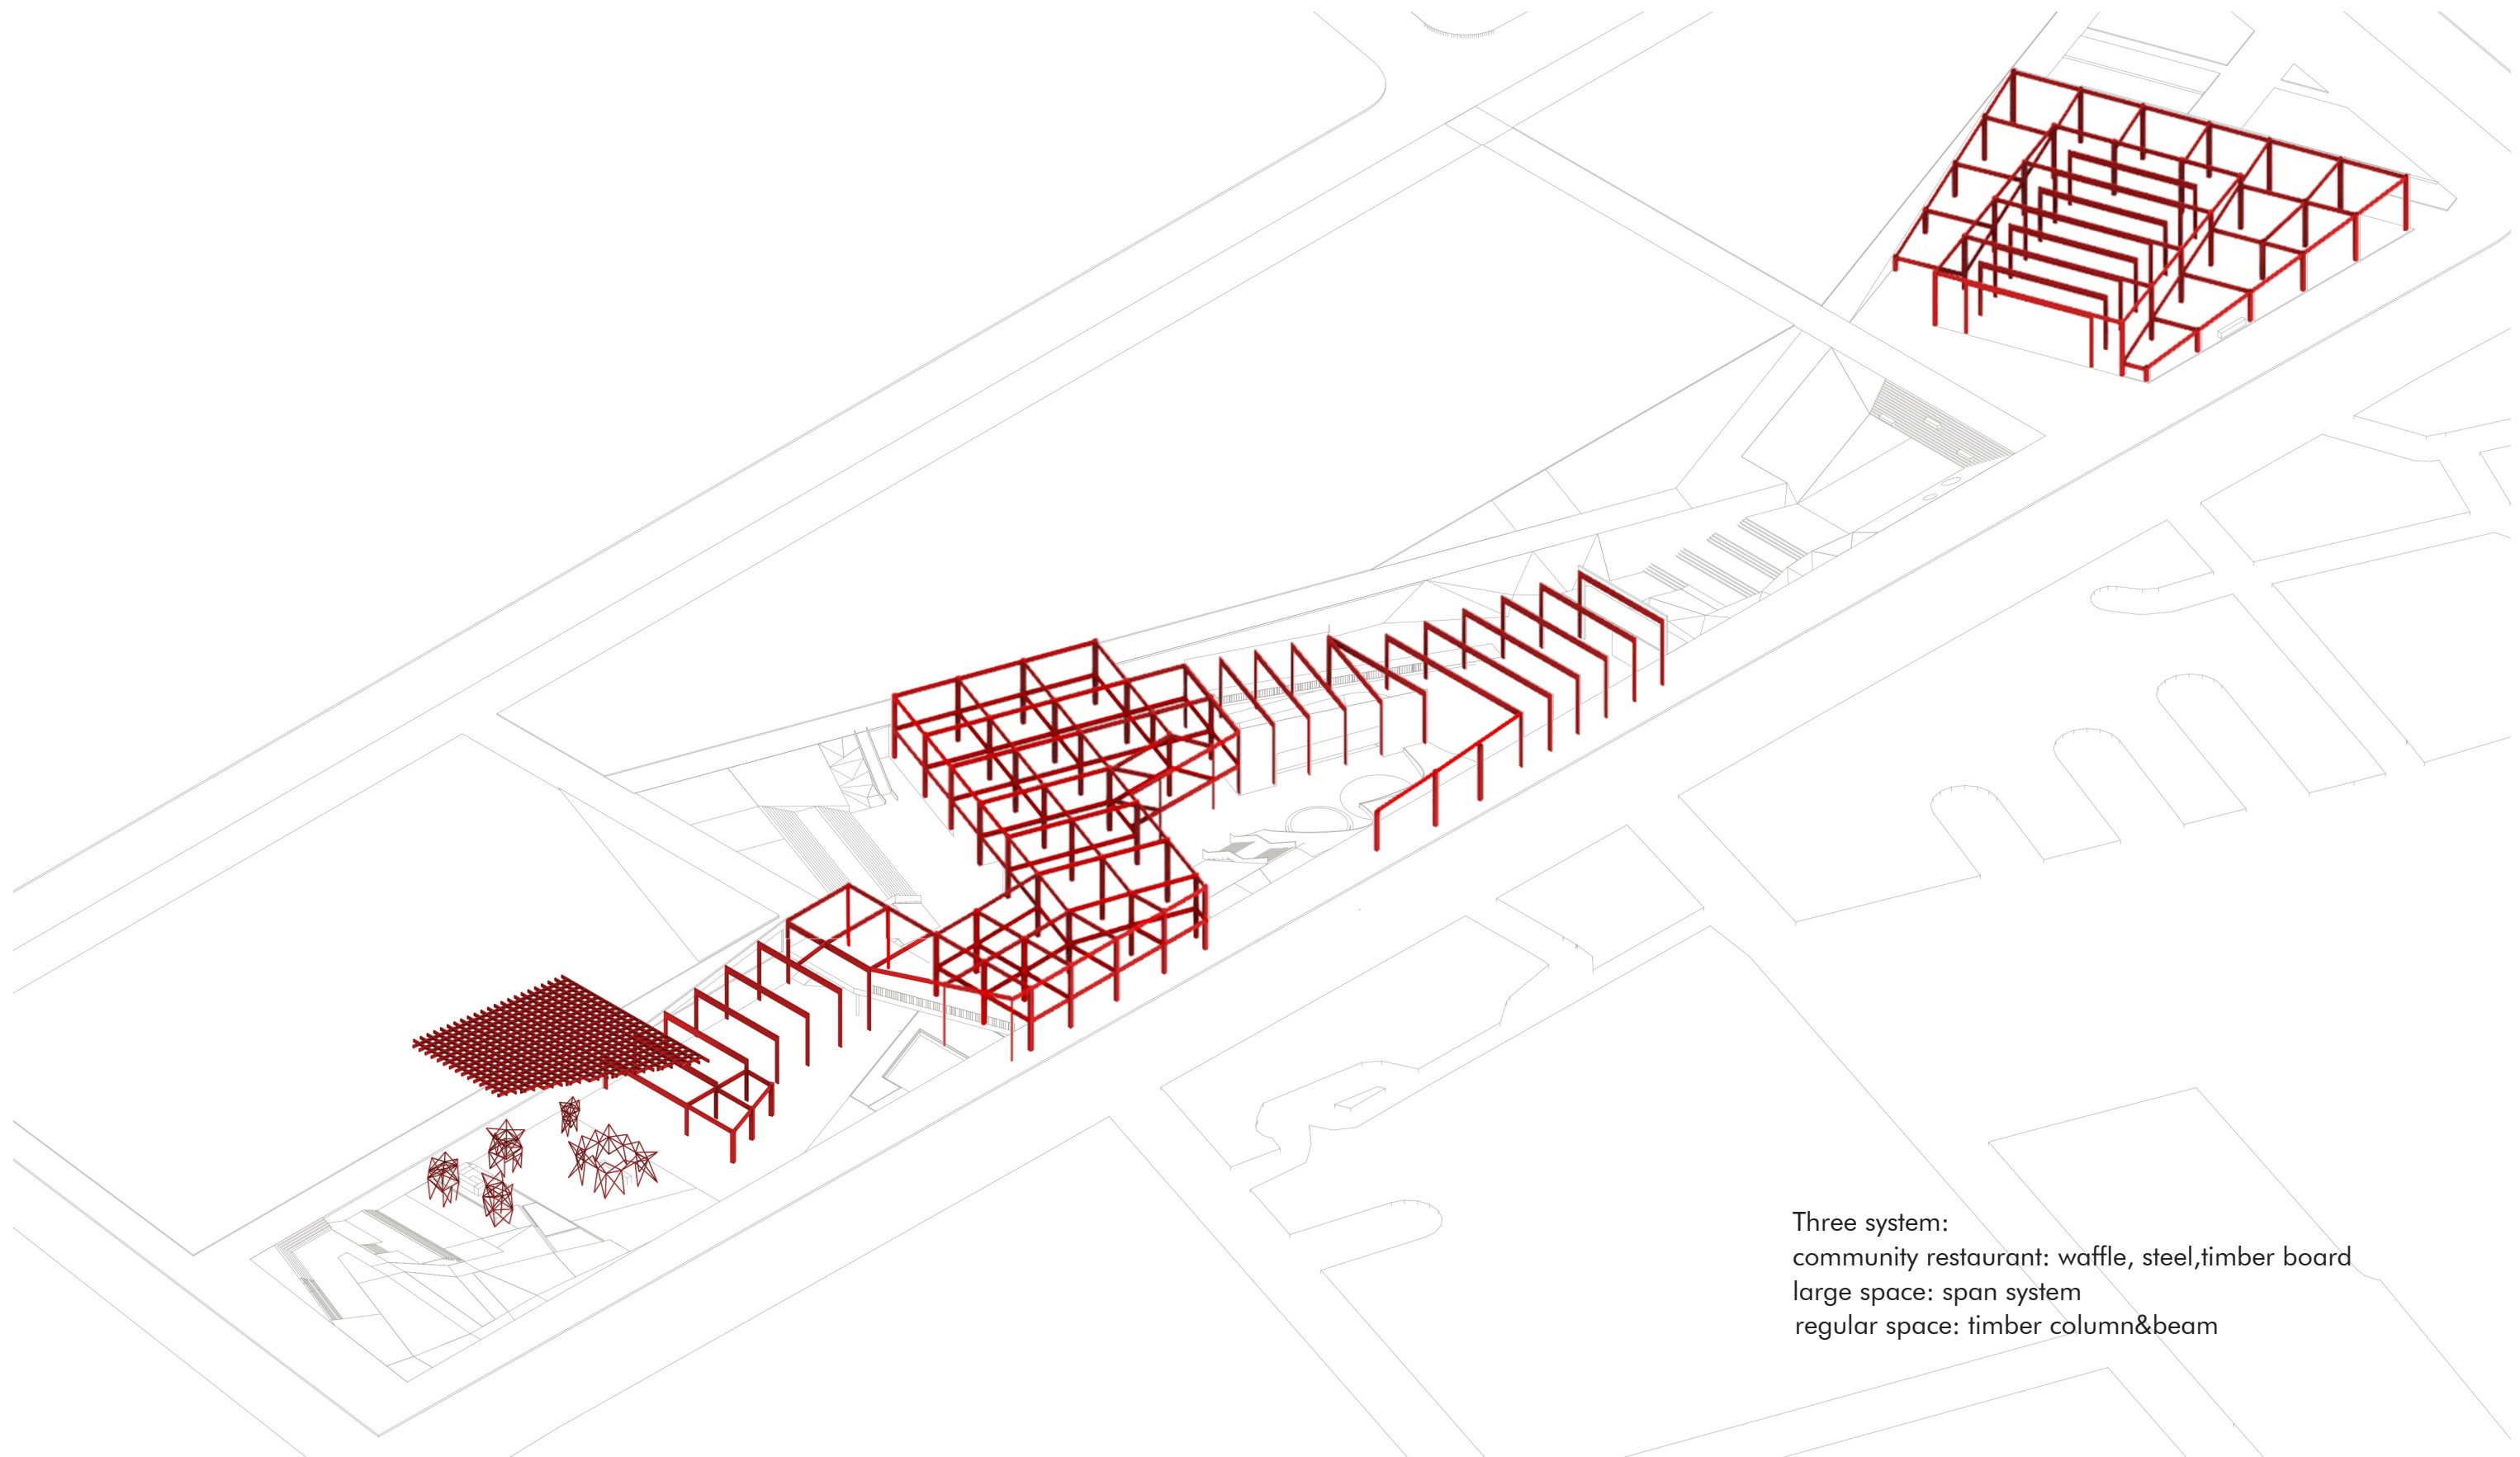 Three system:
community restaurant: waffle, steel,timber board
large space: span system
regular space: timber column&beam